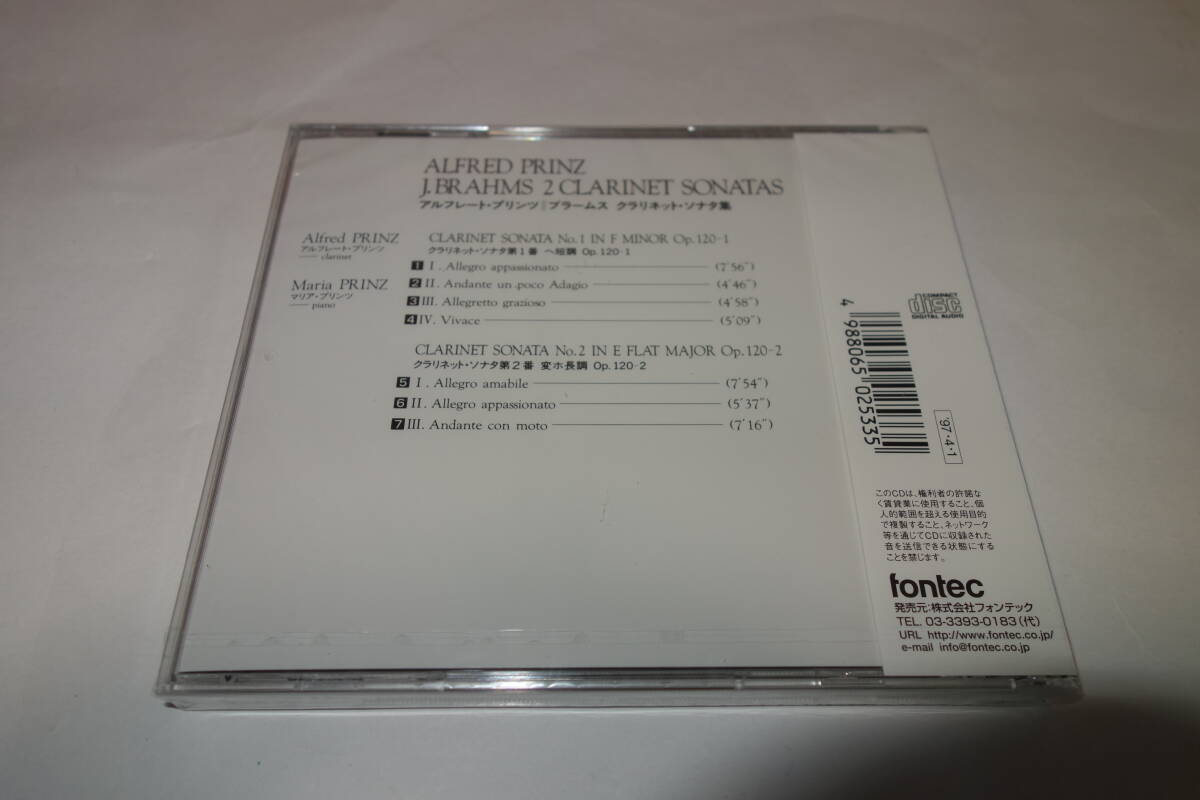 ALFRED PRINZ
J. BRAHMS 2 CLARINET SONATAS
アルフレート・プリンツ || ブラームス クラリネット・ソナタ集
Alfred PRINZ
アルフレート・プリンツ
clarinet
Maria PRINZ
マリア・プリンツ
piano
CLARINET SONATA No.1 IN F MINOR Op.120-1
クラリネット・ソナタ第1番 ヘ短調 Op.120-1
1 I. Allegro appassionato (7'56")
2 II. Andante un poco Adagio (4'46")
3 III. Allegretto grazioso (4'58")
4 IV. Vivace (5'09")
CLARINET SONATA No.2 IN E FLAT MAJOR Op.120-2
クラリネット・ソナタ第2番 変ホ長調 Op.120-2
5 I. Allegro amabile (7'54")
6 II. Allegro appassionato (5'37")
7 III. Andante con moto (7'16")
COMPACT
disc
DIGITAL AUDIO
4 988065 025335
'97・4・1
このCDは、権利者の許諾な
く賃貸業に使用すること、個
人的範囲を超える使用目的
で複製すること、ネットワーク
等を通じてCDに収録された
音を送信できる状態にする
ことを禁じます。
fontec
発売元:株式会社フォンテック
TEL. 03-3393-0183(代)
URL http://www.fontec.co.jp/
e-mail info@fontec.co.jp